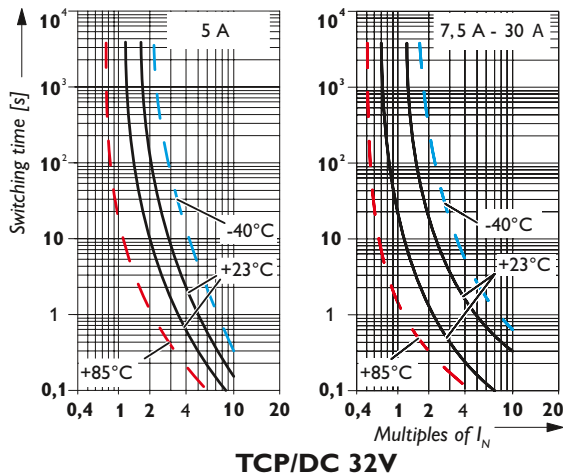 Switching time [s]
5 A
10⁴
10³
10²
10
1
0,1
-40°C
+23°C
+85°C
0,4 1 2 4 10 20
7,5 A - 30 A
10⁴
10³
10²
10
1
0,1
-40°C
+23°C
+85°C
0,4 1 2 4 10 20
Multiples of I_N
TCP/DC 32V